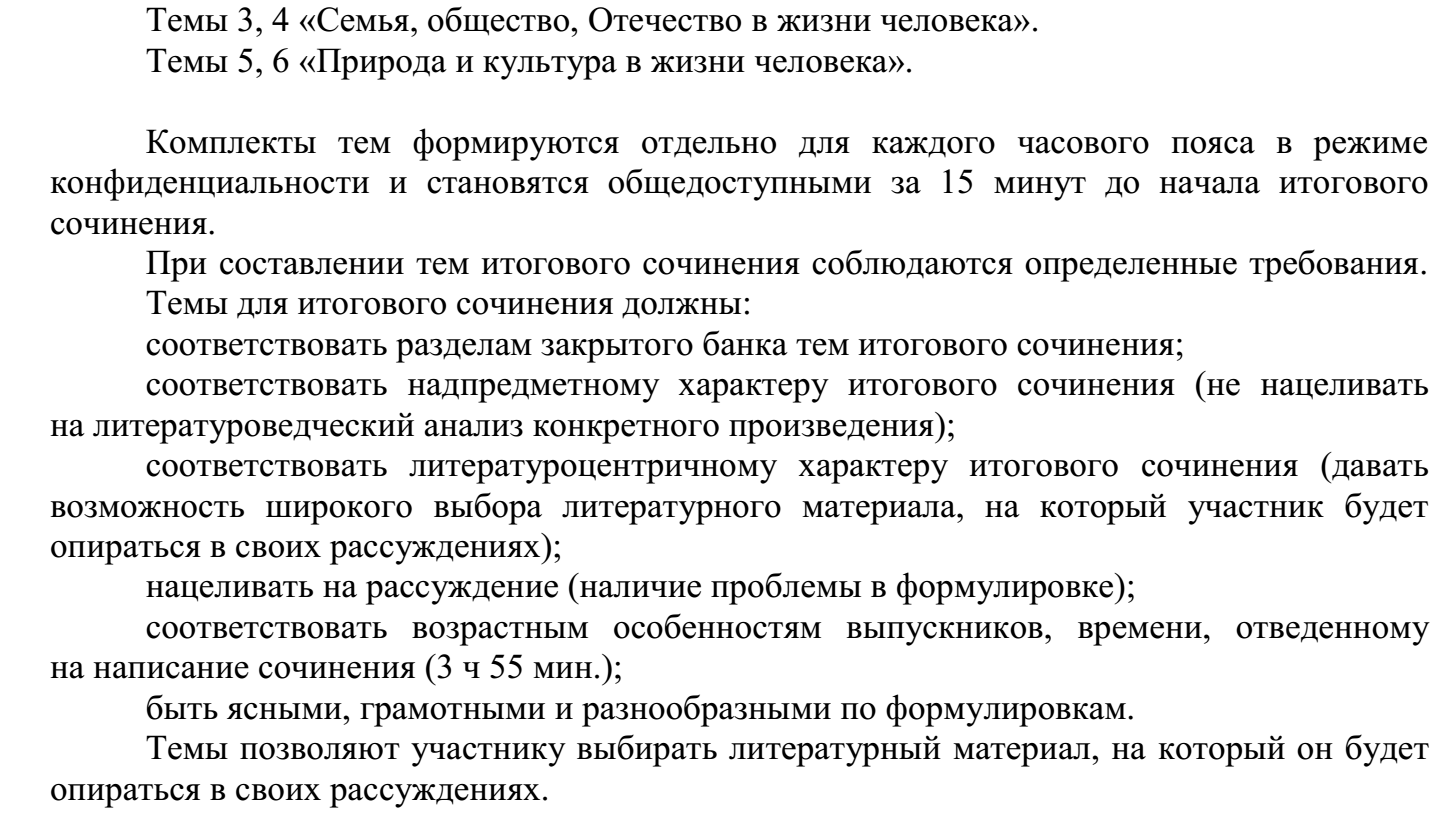 Темы 3, 4 «Семья, общество, Отечество в жизни человека».
Темы 5, 6 «Природа и культура в жизни человека».
Комплекты тем формируются отдельно для каждого часового пояса в режиме
конфиденциальности и становятся общедоступными за 15 минут до начала итогового
сочинения.
При составлении тем итогового сочинения соблюдаются определенные требования.
Темы для итогового сочинения должны:
соответствовать разделам закрытого банка тем итогового сочинения;
соответствовать надпредметному характеру итогового сочинения (не нацеливать
на литературоведческий анализ конкретного произведения);
соответствовать литературоцентричному характеру итогового сочинения (давать
возможность широкого выбора литературного материала, на который участник будет
опираться в своих рассуждениях);
нацеливать на рассуждение (наличие проблемы в формулировке);
соответствовать возрастным особенностям выпускников, времени, отведенному
на написание сочинения (3 ч 55 мин.);
быть ясными, грамотными и разнообразными по формулировкам.
Темы позволяют участнику выбирать литературный материал, на который он будет
опираться в своих рассуждениях.